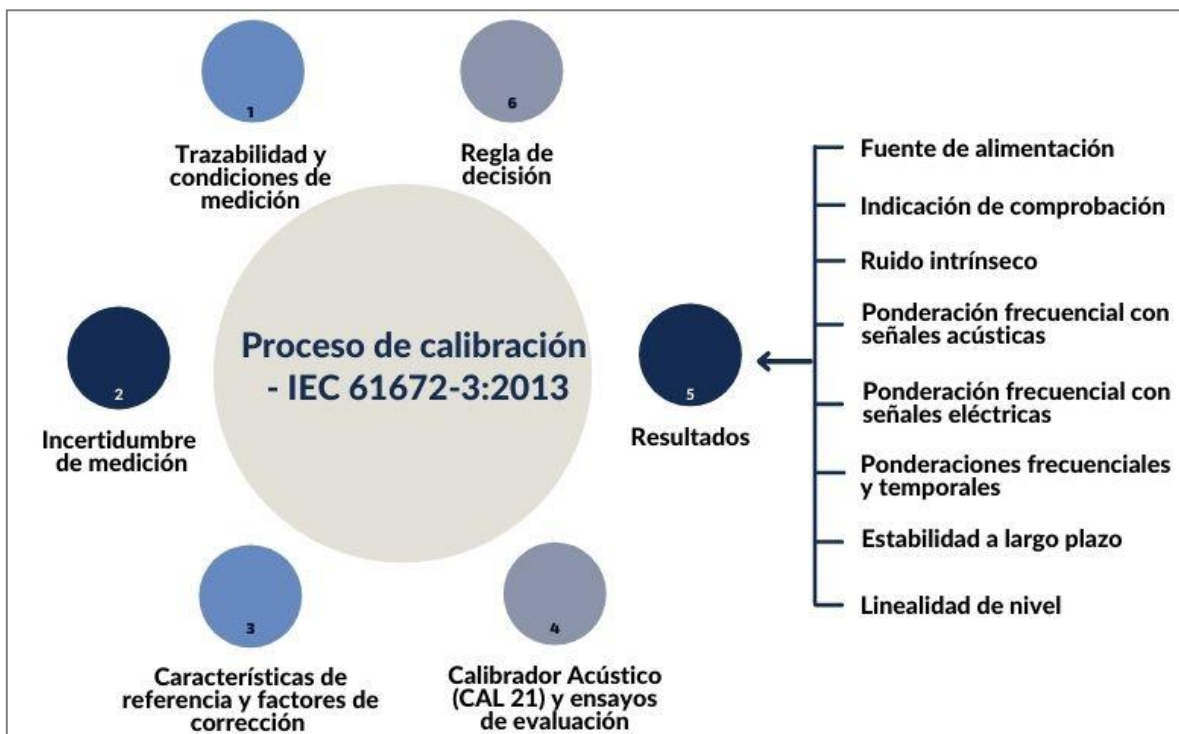 1
Trazabilidad y
condiciones de
medición
6
Regla de
decisión
Proceso de calibración
- IEC 61672-3:2013
2
Incertidumbre
de medición
5
Resultados
3
Características de
referencia y factores de
corrección
4
Calibrador Acústico
(CAL 21) y ensayos
de evaluación
Fuente de alimentación
Indicación de comprobación
Ruido intrínseco
Ponderación frecuencial con
señales acústicas
Ponderación frecuencial con
señales eléctricas
Ponderaciones frecuenciales
y temporales
Estabilidad a largo plazo
Linealidad de nivel